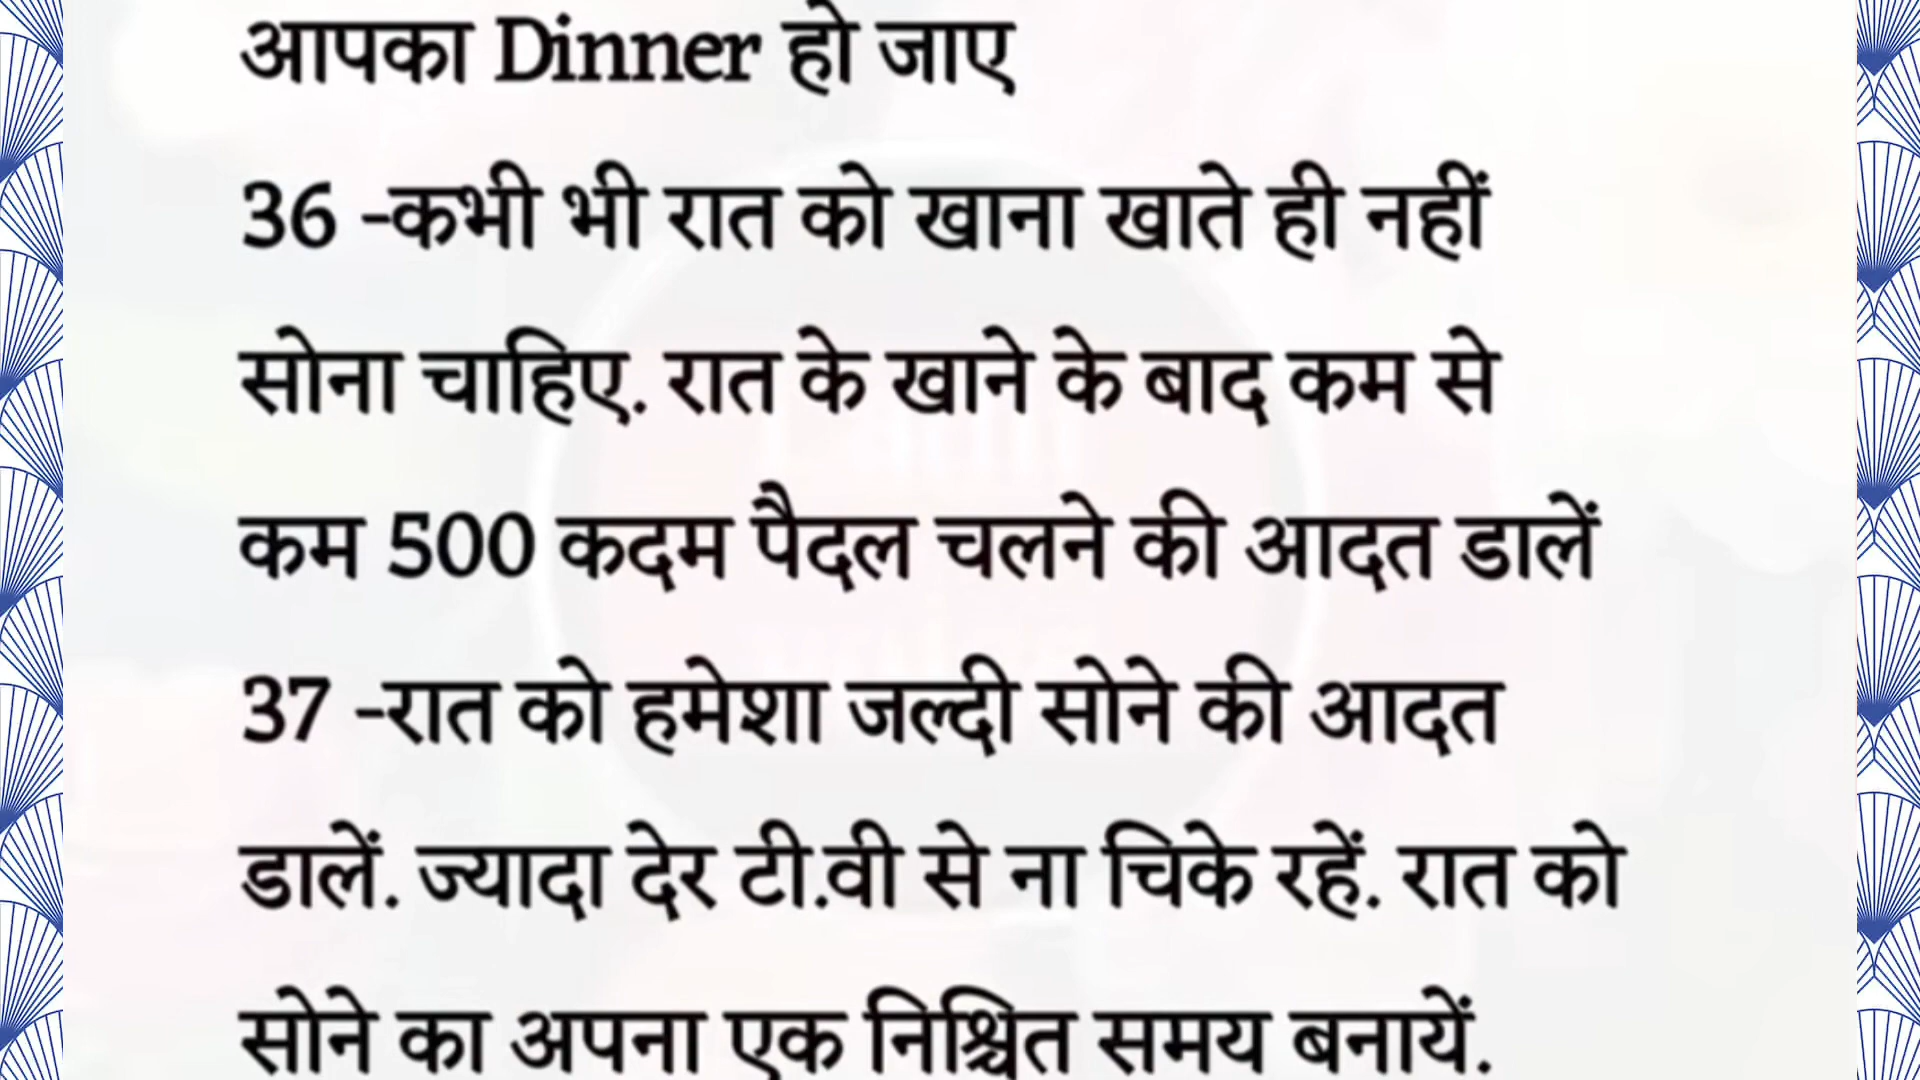 आपका Dinner हो जाए
36 -कभी भी रात को खाना खाते ही नहीं
सोना चाहिए. रात के खाने के बाद कम से
कम 500 कदम पैदल चलने की आदत डालें
37 -रात को हमेशा जल्दी सोने की आदत
डालें. ज्यादा देर टी.वी से ना चिके रहें. रात को
सोने का अपना एक निश्चित समय बनायें.